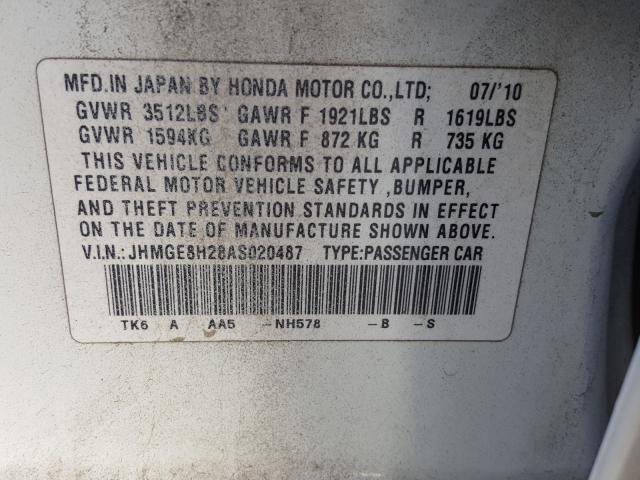 MFD.IN JAPAN BY HONDA MOTOR CO.,LTD; 07/'10
GVWR 3512LBS GAWR F 1921LBS R 1619LBS
GVWR 1594KG GAWR F 872 KG R 735 KG
THIS VEHICLE CONFORMS TO ALL APPLICABLE
FEDERAL MOTOR VEHICLE SAFETY ,BUMPER,
AND THEFT PREVENTION STANDARDS IN EFFECT
ON THE DATE OF MANUFACTURE SHOWN ABOVE.
V.I.N.: JHMGE8H28AS020487 TYPE:PASSENGER CAR
TK6 A AA5 -NH578 -B -S